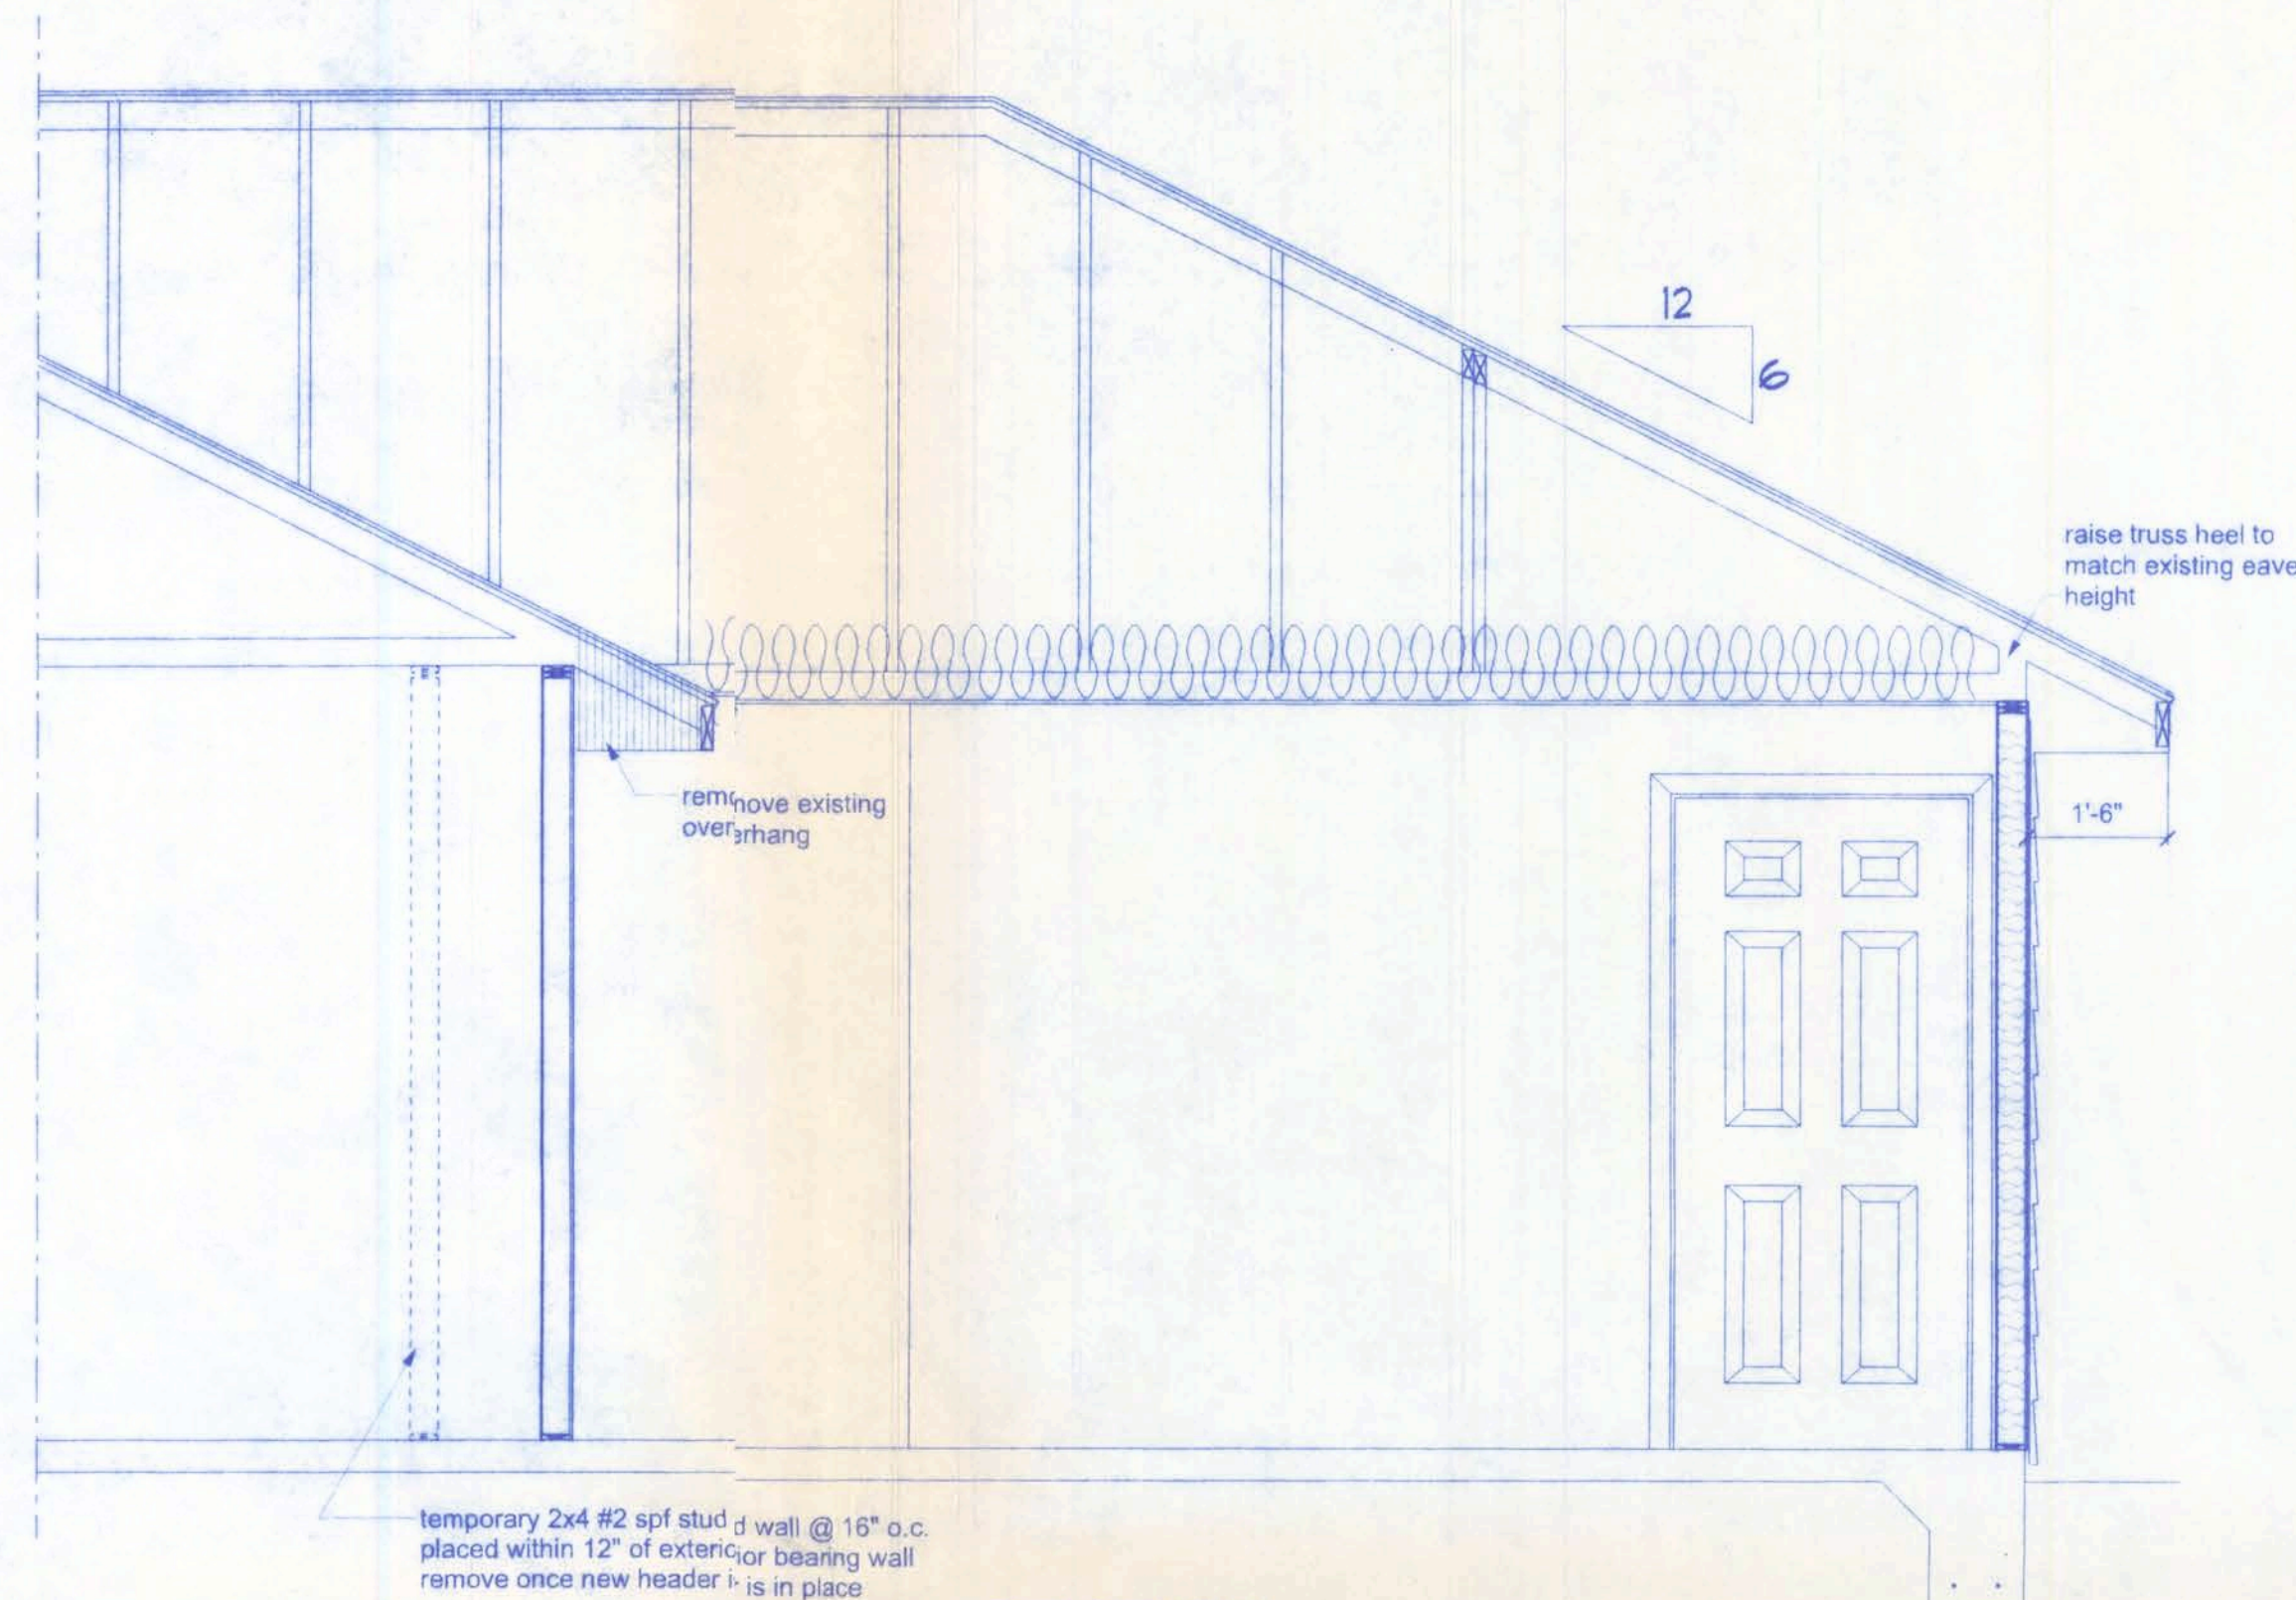 12
6
raise truss heel to
match existing eave
height
remove existing
overhang
1'-6"
temporary 2x4 #2 spf stud wall @ 16" o.c.
placed within 12" of exterior bearing wall
remove once new header is in place